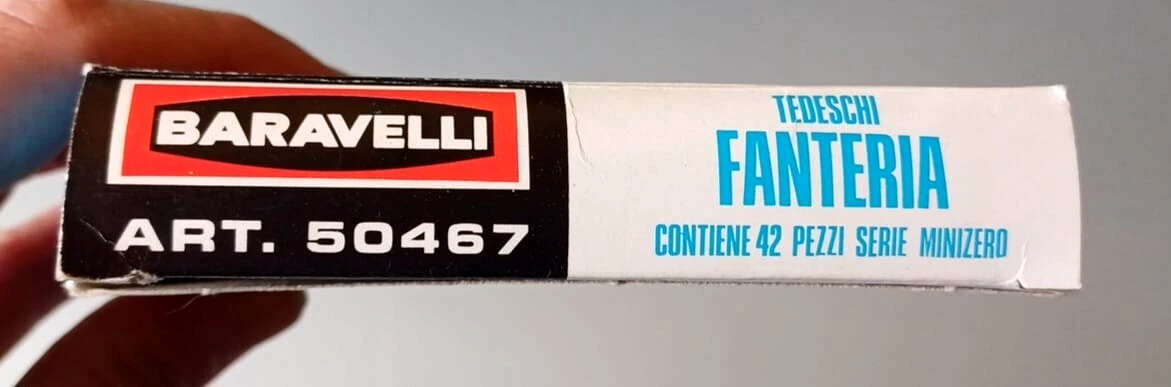 BARAVELLI
ART. 50467
TEDESCHI
FANTERIA
CONTIENE 42 PEZZI SERIE MINIZERO